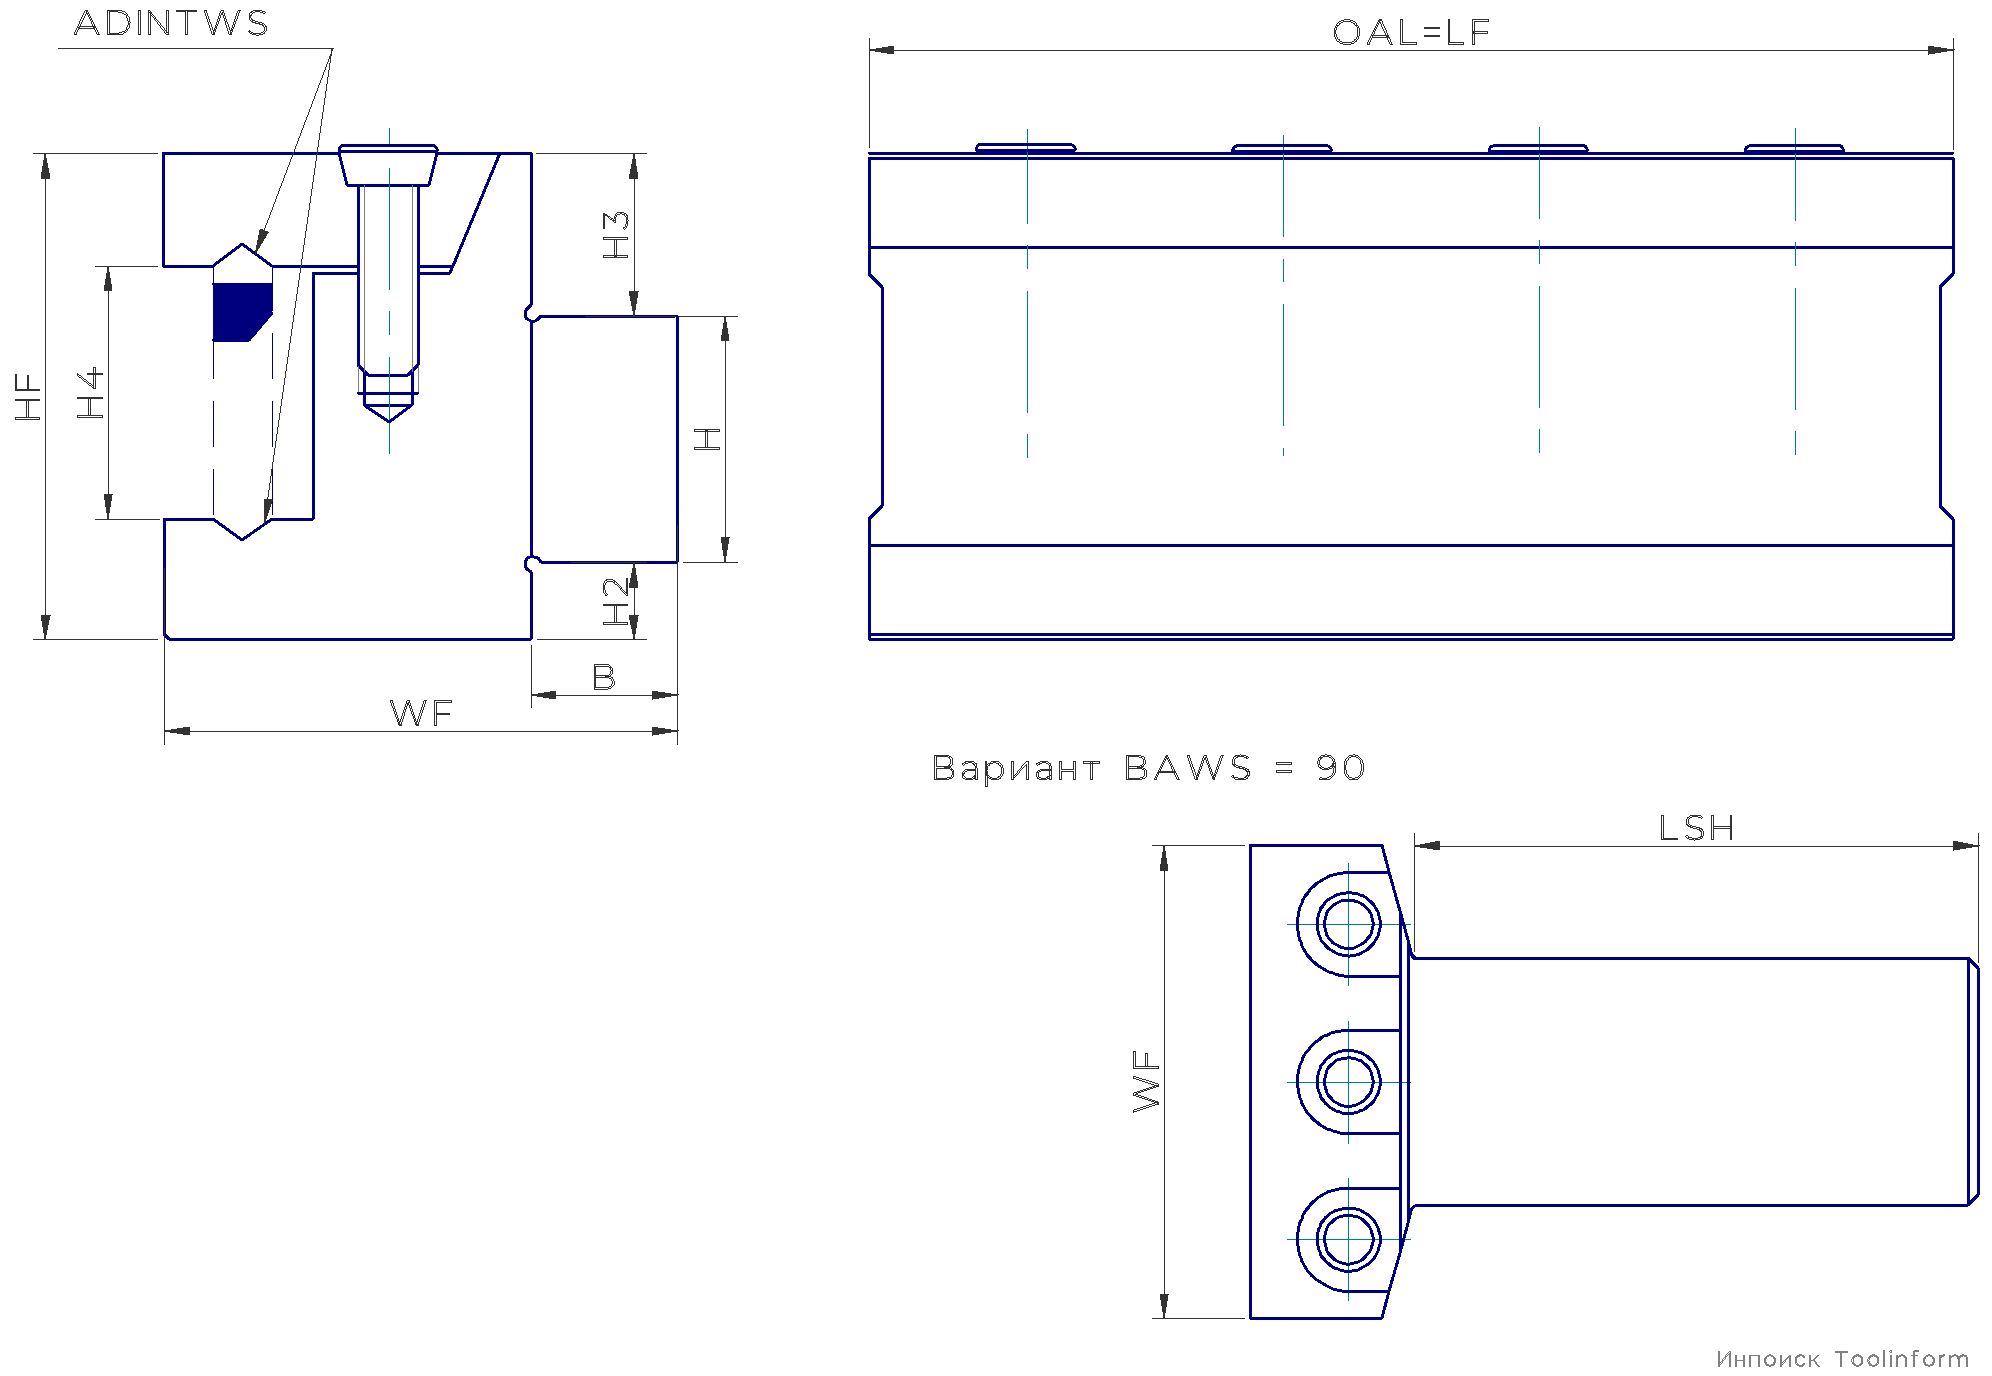 ADINTWS
OAL=LF
H3
HF
H4
H
H2
B
WF
Вариант BAWS = 90
LSH
WF
Инпоиск Toolinform